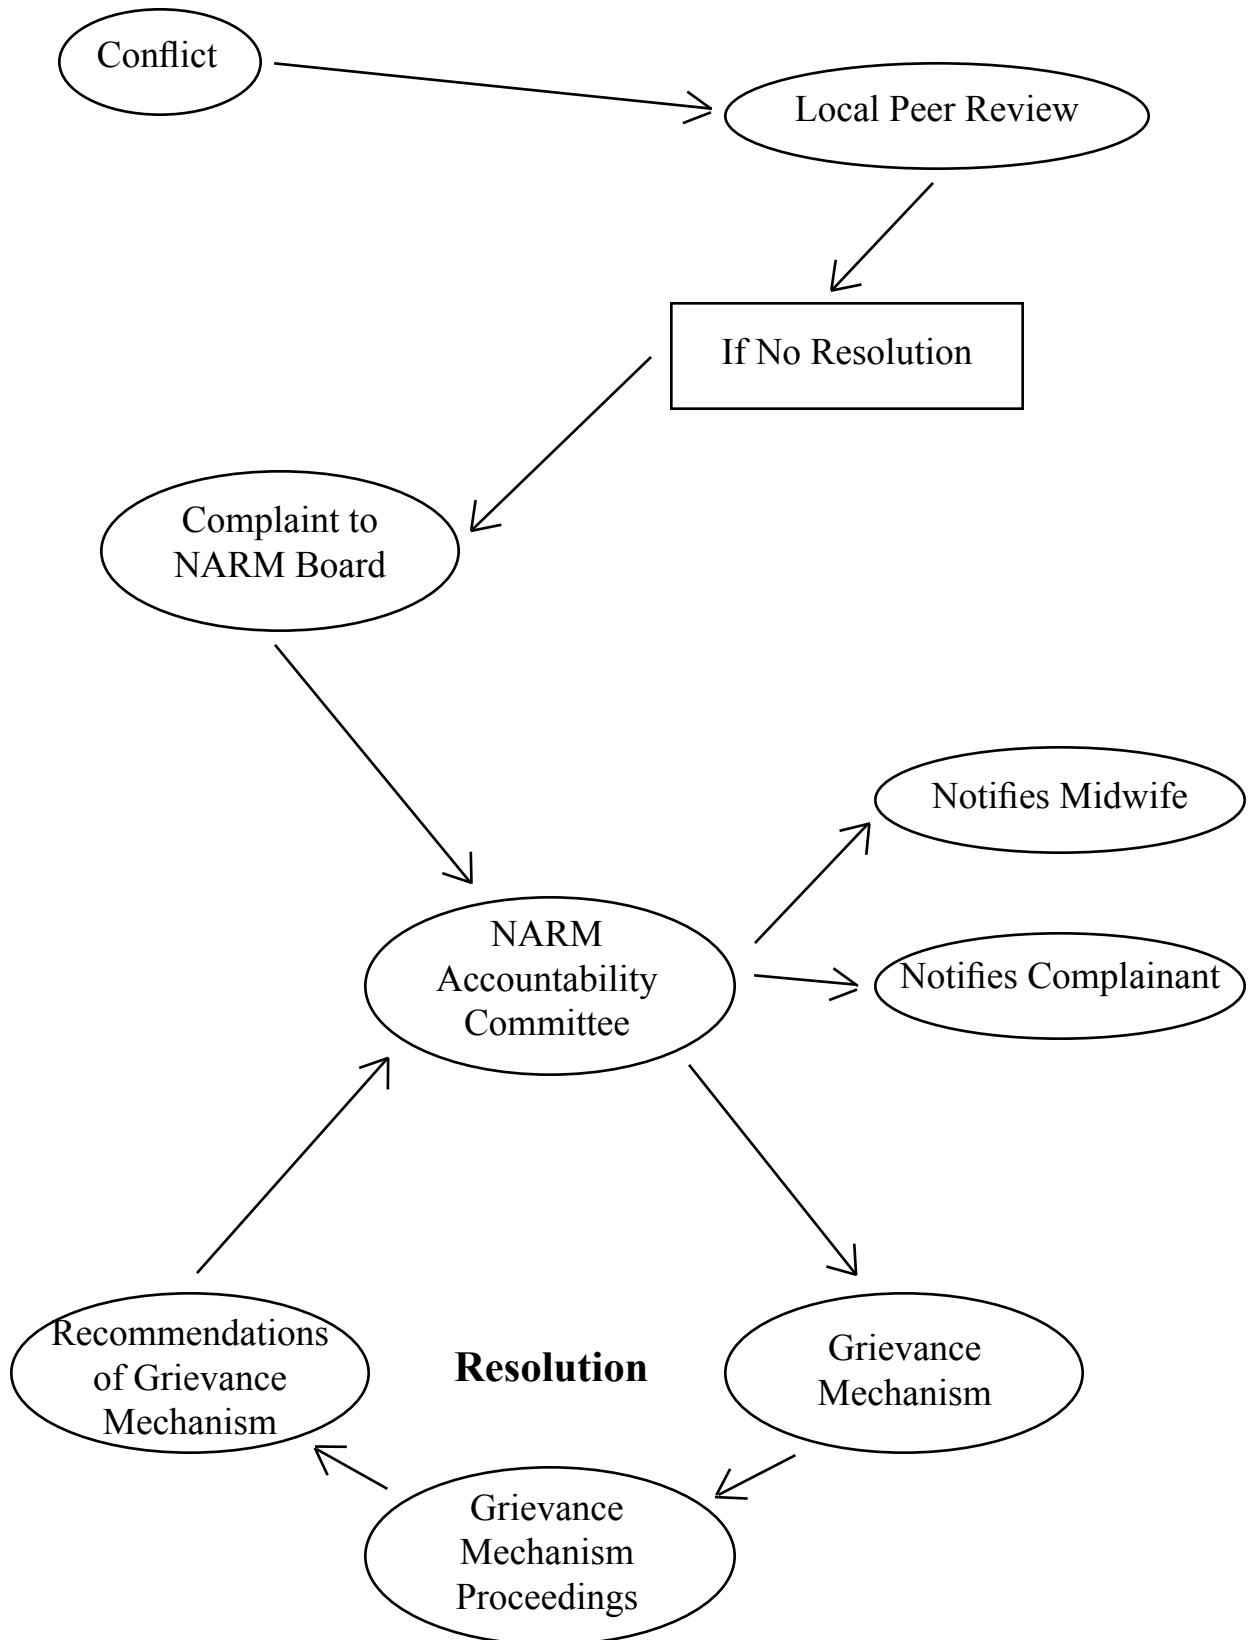 Conflict
Local Peer Review
If No Resolution
Complaint to
NARM Board
Notifies Midwife
NARM
Accountability
Committee
Notifies Complainant
Recommendations
of Grievance
Mechanism
Resolution
Grievance
Mechanism
Grievance
Mechanism
Proceedings